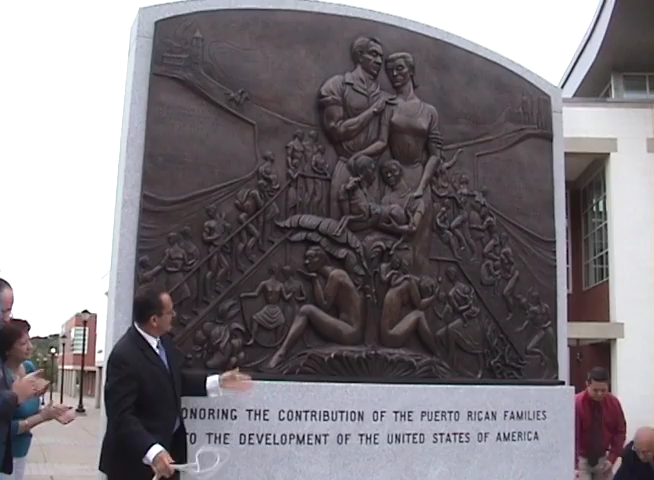 ONORING THE CONTRIBUTION OF THE PUERTO RICAN FAMILIES
TO THE DEVELOPMENT OF THE UNITED STATES OF AMERICA